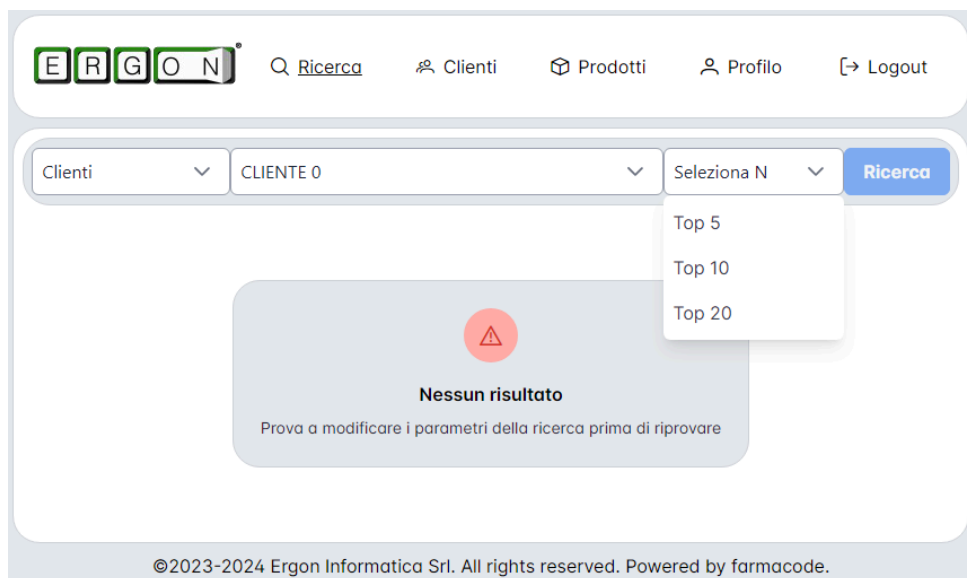 ERGON® Ricerca Clienti Prodotti Profilo Logout
Clienti CLIENTE 0 Seleziona N Ricerca
Top 5
Top 10
Top 20
Nessun risultato
Prova a modificare i parametri della ricerca prima di riprovare
©2023-2024 Ergon Informatica Srl. All rights reserved. Powered by farmacode.